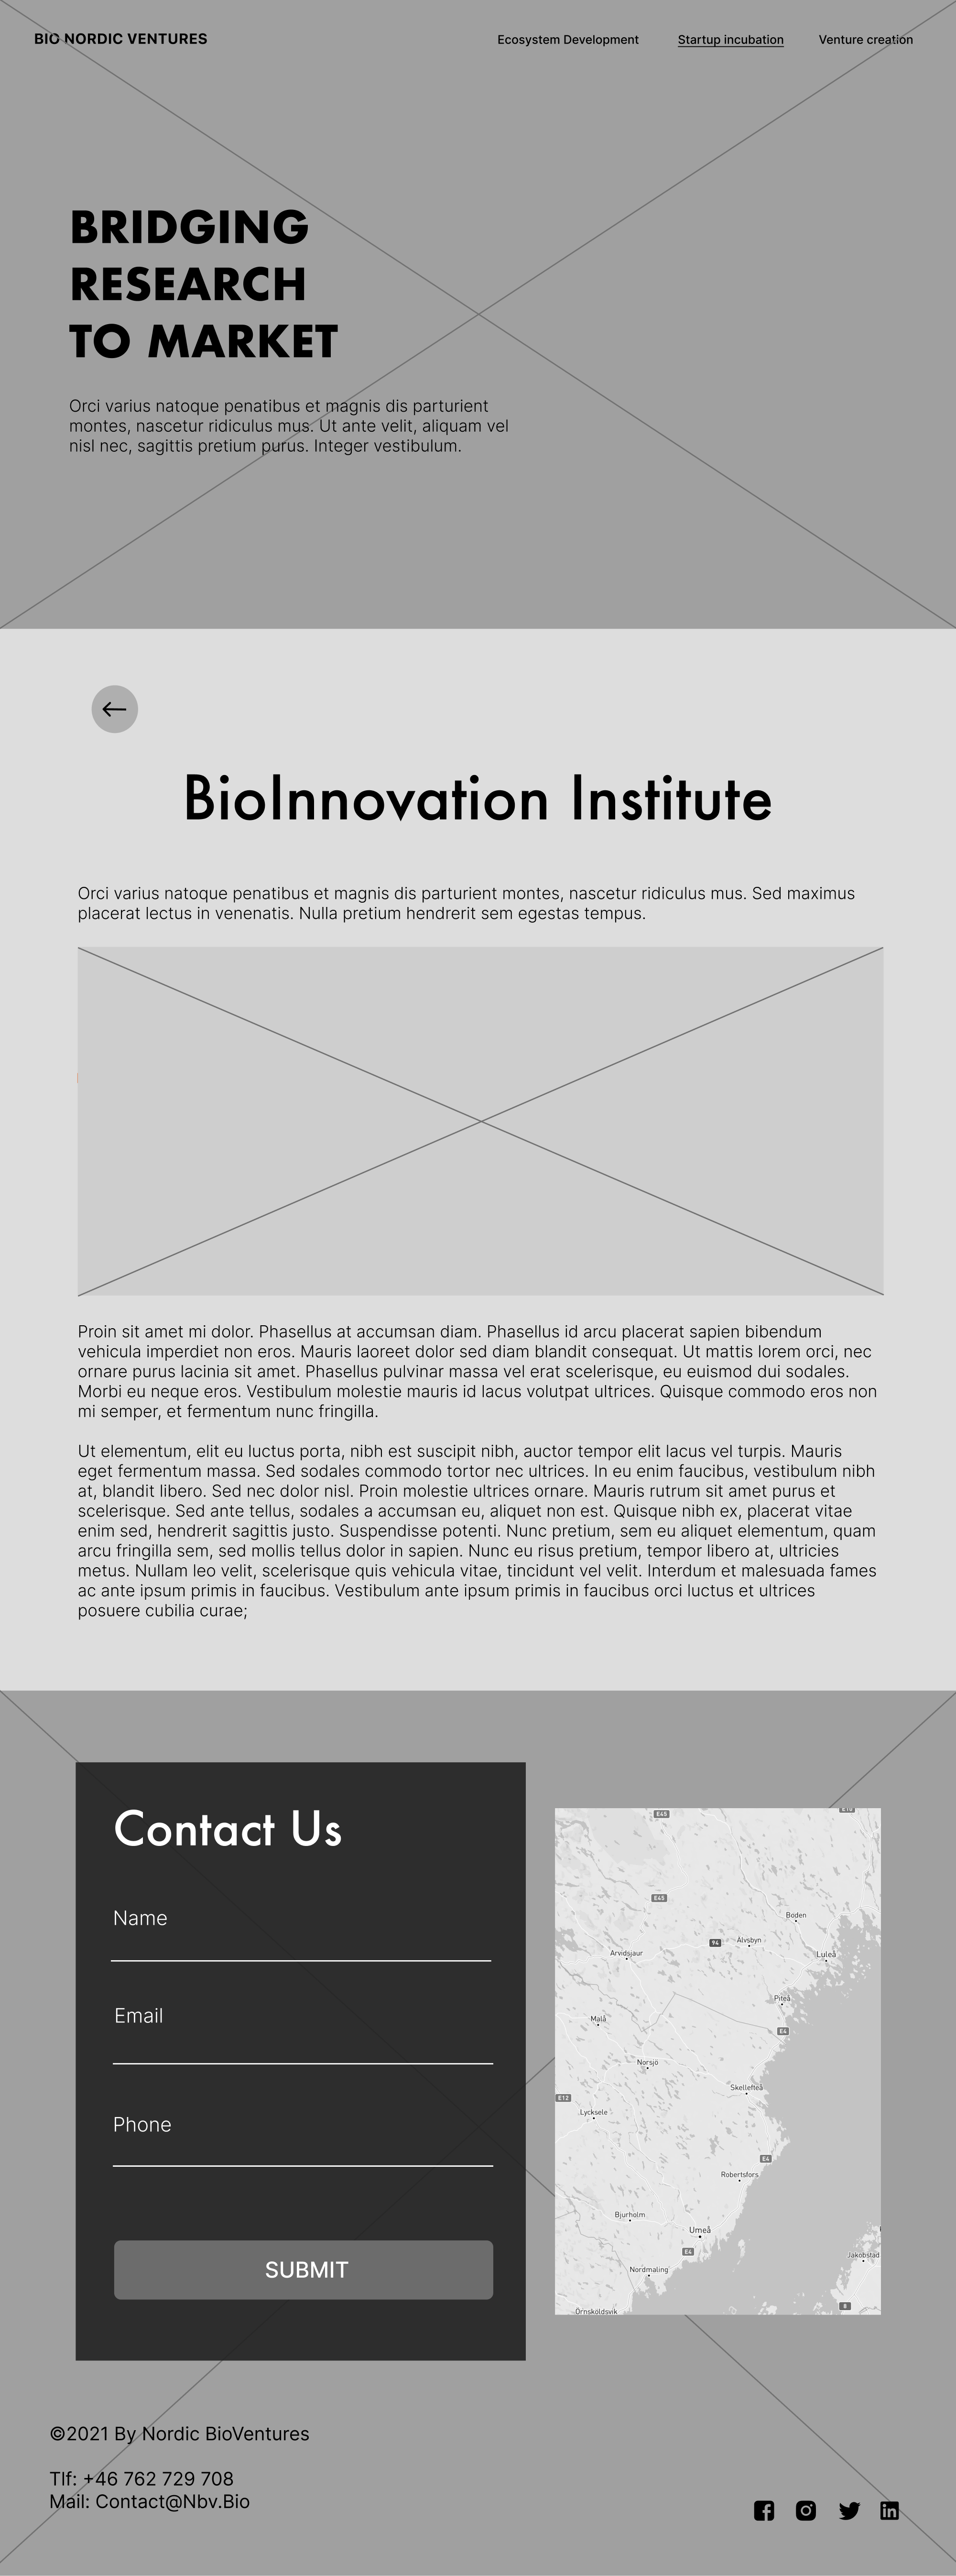 BIO NORDIC VENTURES
Ecosystem Development
Startup incubation
Venture creation
BRIDGING
RESEARCH
TO MARKET
Orci varius natoque penatibus et magnis dis parturient
montes, nascetur ridiculus mus. Ut ante velit, aliquam vel
nisl nec, sagittis pretium purus. Integer vestibulum.
BioInnovation Institute
Orci varius natoque penatibus et magnis dis parturient montes, nascetur ridiculus mus. Sed maximus
placerat lectus in venenatis. Nulla pretium hendrerit sem egestas tempus.
Proin sit amet mi dolor. Phasellus at accumsan diam. Phasellus id arcu placerat sapien bibendum
vehicula imperdiet non eros. Mauris laoreet dolor sed diam blandit consequat. Ut mattis lorem orci, nec
ornare purus lacinia sit amet. Phasellus pulvinar massa vel erat scelerisque, eu euismod dui sodales.
Morbi eu neque eros. Vestibulum molestie mauris id lacus volutpat ultrices. Quisque commodo eros non
mi semper, et fermentum nunc fringilla.
Ut elementum, elit eu luctus porta, nibh est suscipit nibh, auctor tempor elit lacus vel turpis. Mauris
eget fermentum massa. Sed sodales commodo tortor nec ultrices. In eu enim faucibus, vestibulum nibh
at, blandit libero. Sed nec dolor nisl. Proin molestie ultrices ornare. Mauris rutrum sit amet purus et
scelerisque. Sed ante tellus, sodales a accumsan eu, aliquet non est. Quisque nibh ex, placerat vitae
enim sed, hendrerit sagittis justo. Suspendisse potenti. Nunc pretium, sem eu aliquet elementum, quam
arcu fringilla sem, sed mollis tellus dolor in sapien. Nunc eu risus pretium, tempor libero at, ultricies
metus. Nullam leo velit, scelerisque quis vehicula vitae, tincidunt vel velit. Interdum et malesuada fames
ac ante ipsum primis in faucibus. Vestibulum ante ipsum primis in faucibus orci luctus et ultrices
posuere cubilia curae;
Contact Us
Name
Email
Phone
SUBMIT
E45
E10
E45
Boden
94
Älvsbyn
Arvidsjaur
Luleå
Piteå
Malå
E4
Norsjö
Skellefteå
E12
Lycksele
E4
Robertsfors
Bjurholm
Umeå
E4
Jakobstad
Nordmaling
8
Örnsköldsvik
©2021 By Nordic BioVentures
Tlf: +46 762 729 708
Mail: Contact@Nbv.Bio